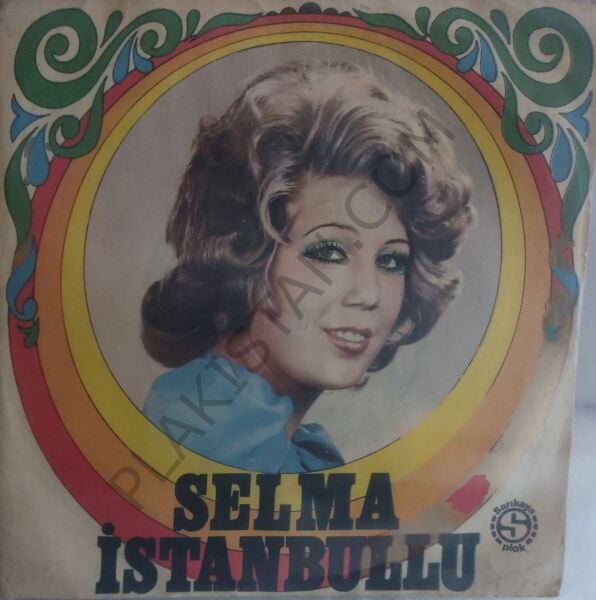 PLAKISTAN.COM
SELMA
İSTANBULLU
Sarıkaya
S
plak